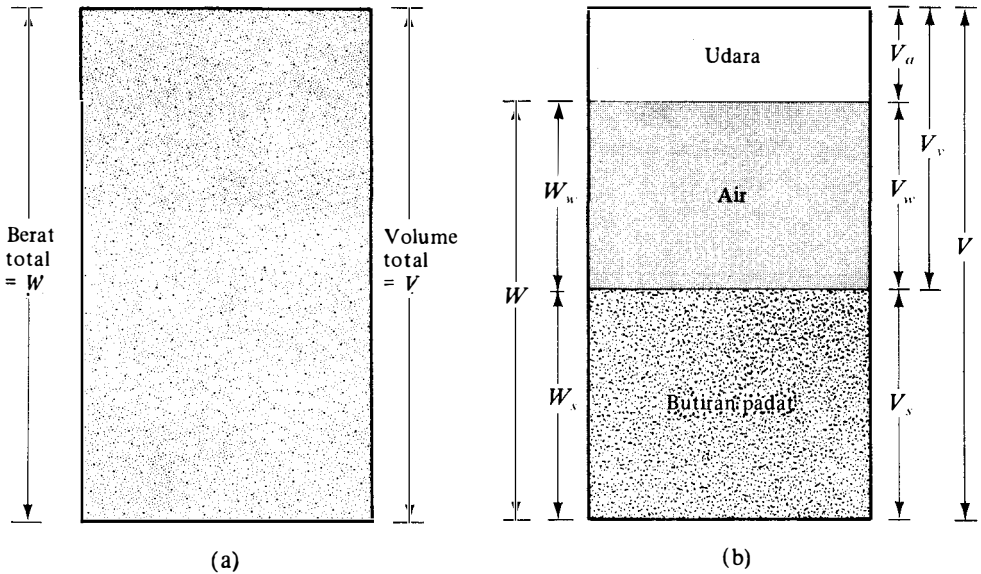 Berat
total
= W
Volume
total
= V
(a)
W
W_w
W_s
Udara
Air
Butiran padat
V_a
V_w
V_s
V_v
V
(b)